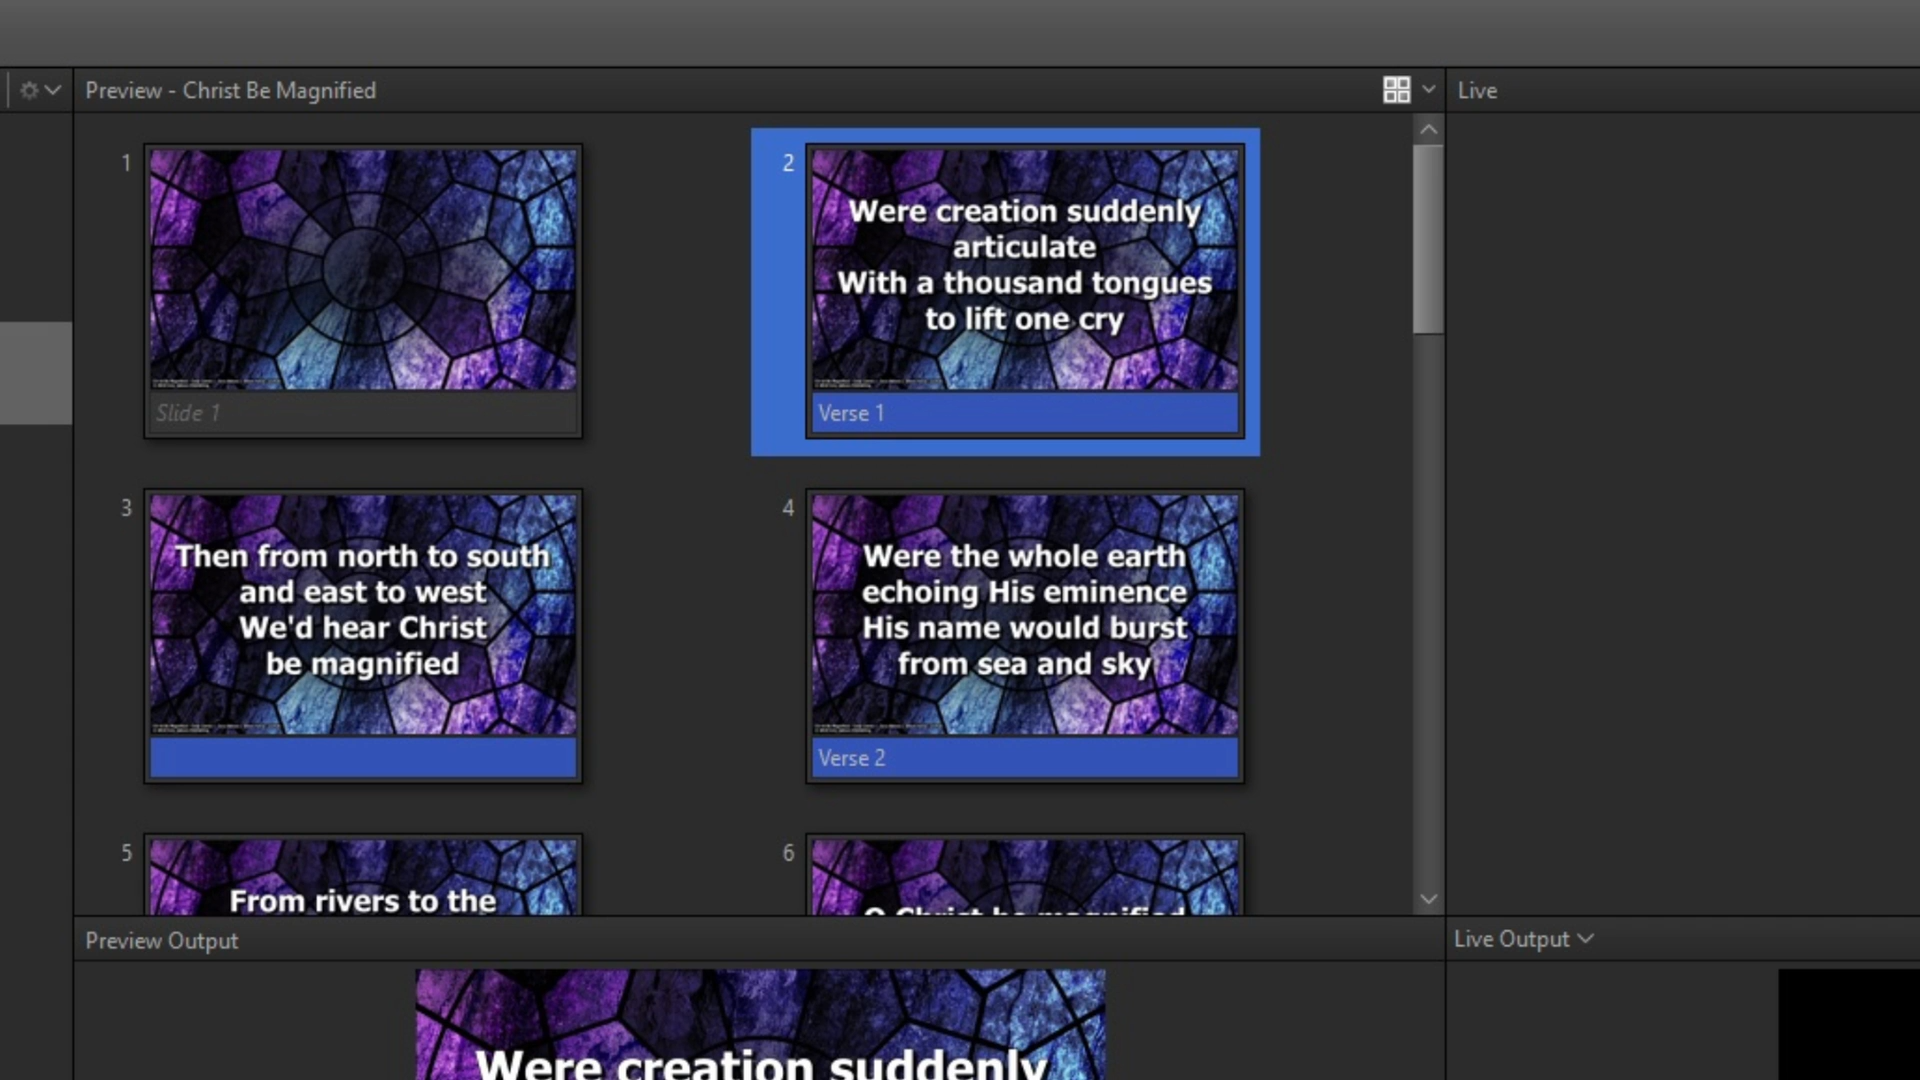 Preview - Christ Be Magnified
Live
1
Slide 1
2
Were creation suddenly
articulate
With a thousand tongues
to lift one cry
Verse 1
3
Then from north to south
and east to west
We'd hear Christ
be magnified
4
Were the whole earth
echoing His eminence
His name would burst
from sea and sky
Verse 2
5
From rivers to the
6
O Christ be magnified
Preview Output
Live Output
Were creation suddenly